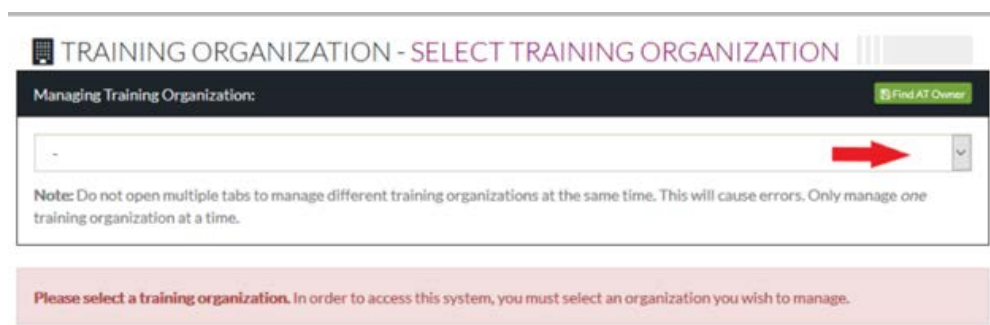 TRAINING ORGANIZATION - SELECT TRAINING ORGANIZATION
Managing Training Organization:
Find AT Owner
-
Note: Do not open multiple tabs to manage different training organizations at the same time. This will cause errors. Only manage one
training organization at a time.
Please select a training organization. In order to access this system, you must select an organization you wish to manage.